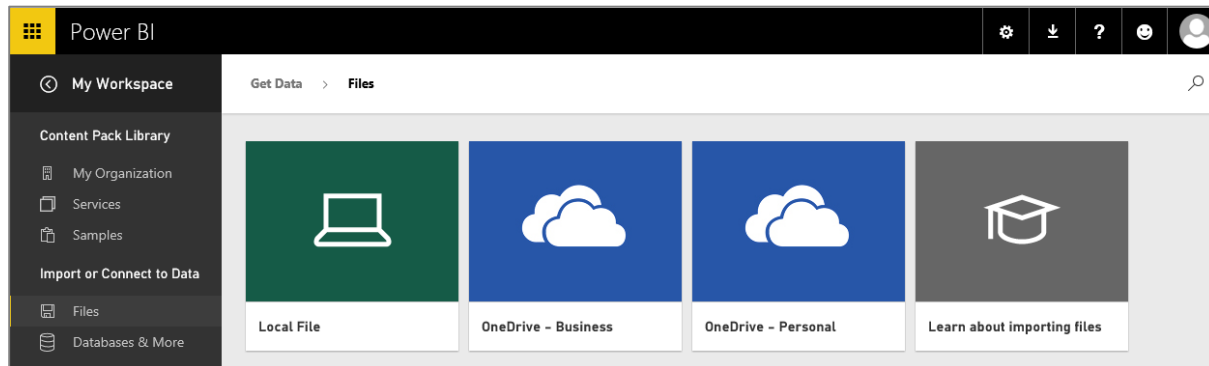 Power BI
?
My Workspace
Get Data > Files
Content Pack Library
My Organization
Services
Samples
Import or Connect to Data
Files
Databases & More
Local File
OneDrive – Business
OneDrive – Personal
Learn about importing files